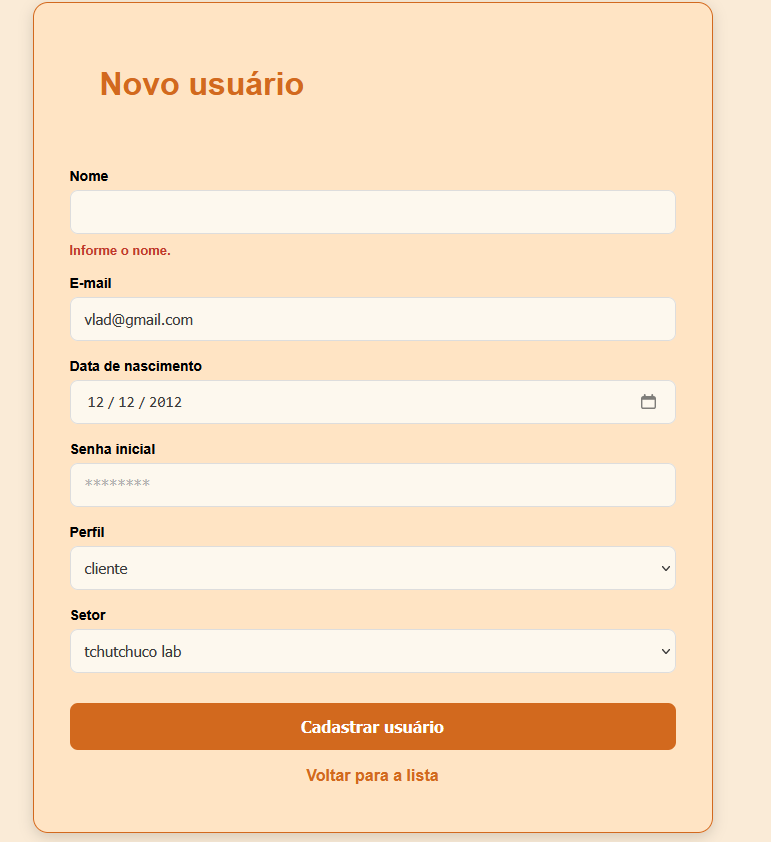 Novo usuário
Nome
Informe o nome.
E-mail
vlad@gmail.com
Data de nascimento
12 / 12 / 2012
Senha inicial
********
Perfil
cliente
Setor
tchutchuco lab
Cadastrar usuário
Voltar para a lista